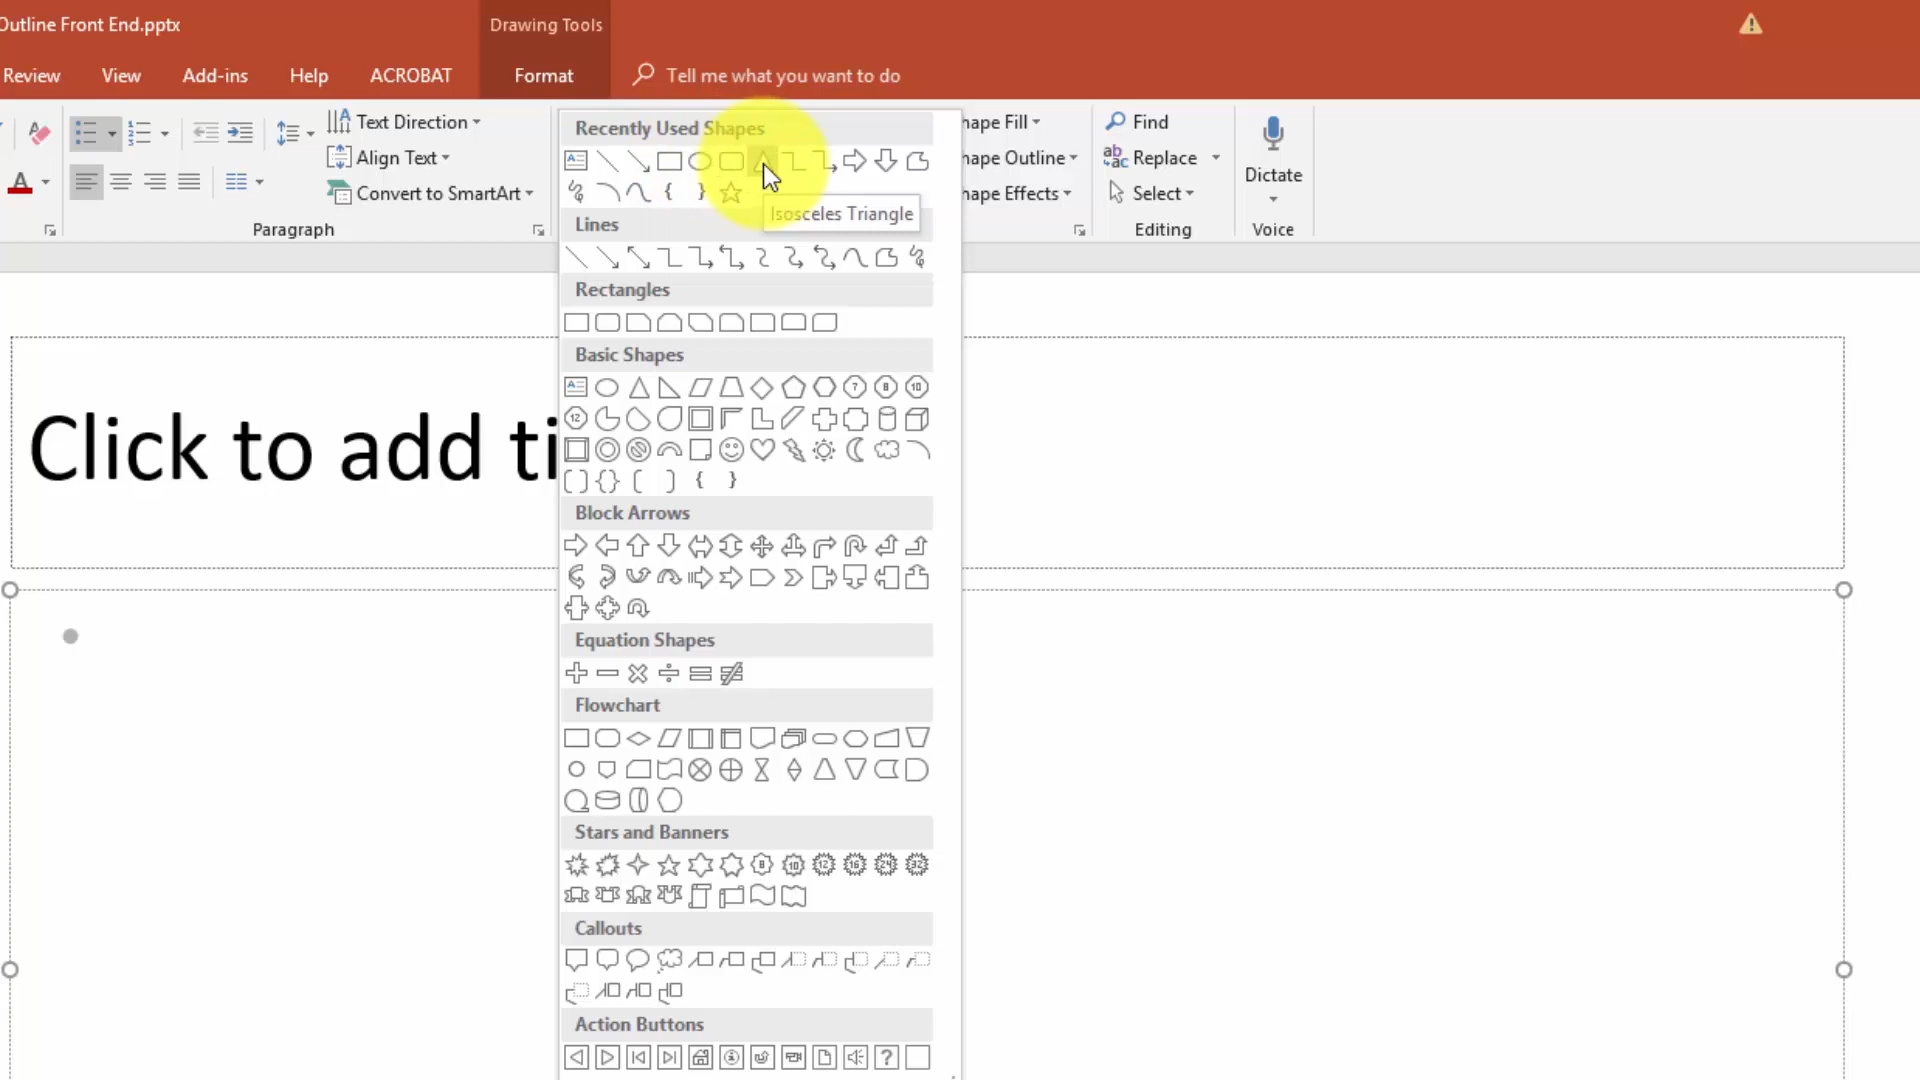 Outline Front End.pptx
Drawing Tools
Review View Add-ins Help ACROBAT Format Tell me what you want to do
Recently Used Shapes
Text Direction
Align Text
Convert to SmartArt
Paragraph
Isosceles Triangle
hape Fill
hape Outline
hape Effects
Find
Replace
Select
Editing
Dictate
Voice
Lines
Rectangles
Basic Shapes
Click to add ti
Block Arrows
Equation Shapes
Flowchart
Stars and Banners
Callouts
Action Buttons